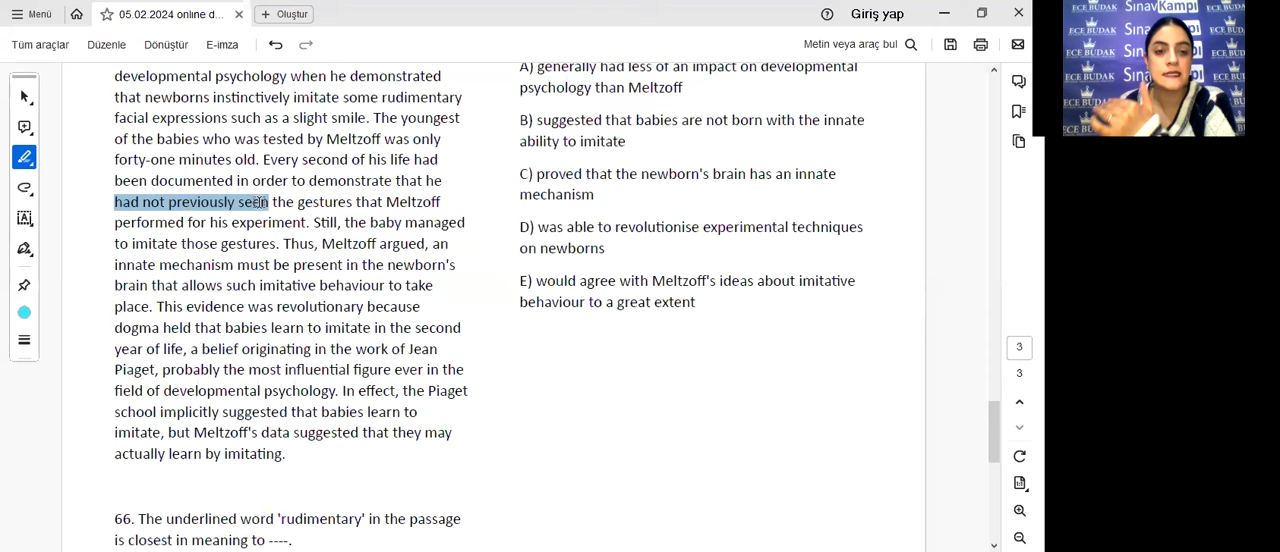 Menü
05.02.2024 online d...
Oluştur
Giriş yap
Tüm araçlar
Düzenle
Dönüştür
E-imza
Metin veya araç bul
developmental psychology when he demonstrated
that newborns instinctively imitate some rudimentary
facial expressions such as a slight smile. The youngest
of the babies who was tested by Meltzoff was only
forty-one minutes old. Every second of his life had
been documented in order to demonstrate that he
had not previously seen the gestures that Meltzoff
performed for his experiment. Still, the baby managed
to imitate those gestures. Thus, Meltzoff argued, an
innate mechanism must be present in the newborn's
brain that allows such imitative behaviour to take
place. This evidence was revolutionary because
dogma held that babies learn to imitate in the second
year of life, a belief originating in the work of Jean
Piaget, probably the most influential figure ever in the
field of developmental psychology. In effect, the Piaget
school implicitly suggested that babies learn to
imitate, but Meltzoff's data suggested that they may
actually learn by imitating.
66. The underlined word 'rudimentary' in the passage
is closest in meaning to ----.
A) generally had less of an impact on developmental
psychology than Meltzoff
B) suggested that babies are not born with the innate
ability to imitate
C) proved that the newborn's brain has an innate
mechanism
D) was able to revolutionise experimental techniques
on newborns
E) would agree with Meltzoff's ideas about imitative
behaviour to a great extent
3
3
ECE BUDAK
SınavKampı
ECE BUDAK
ECE BUDAK
ECE BUDAK